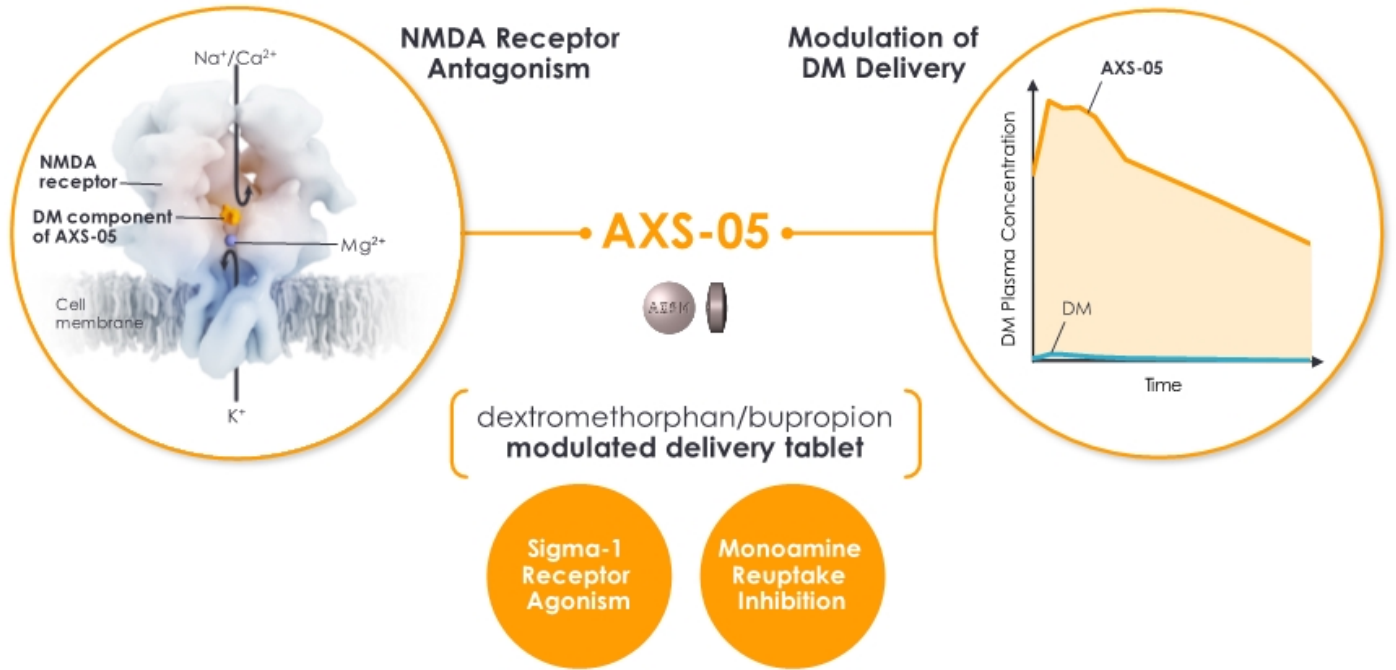 NMDA Receptor
Antagonism
Na⁺/Ca²⁺
NMDA
receptor
DM component
of AXS-05
Mg²⁺
Cell
membrane
K⁺
AXS-05
dextromethorphan/bupropion
modulated delivery tablet
Sigma-1
Receptor
Agonism
Monoamine
Reuptake
Inhibition
Modulation of
DM Delivery
AXS-05
DM Plasma Concentration
DM
Time